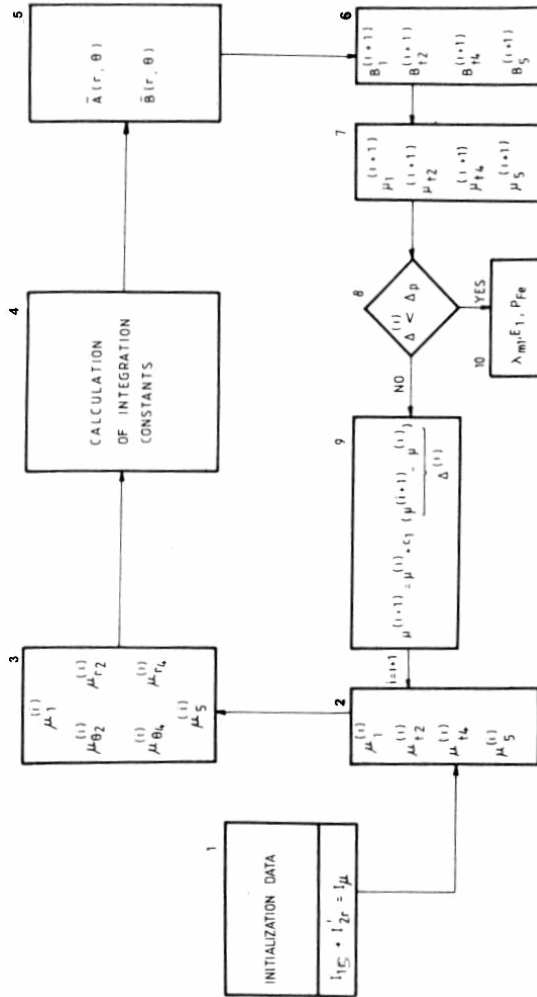 1
INITIALIZATION DATA
I₁S + I'₂r = Iμ
2
μ₁⁽ⁱ⁾
μt2⁽ⁱ⁾
μt4⁽ⁱ⁾
μ₅⁽ⁱ⁾
3
μ₁⁽ⁱ⁾
μθ2⁽ⁱ⁾ μr2⁽ⁱ⁾
μθ4⁽ⁱ⁾ μr4⁽ⁱ⁾
μ₅⁽ⁱ⁾
4
CALCULATION
OF INTEGRATION
CONSTANTS
5
Ā(r, θ)
B̄(r, θ)
6
B₁⁽ⁱ⁺¹⁾
Bt2⁽ⁱ⁺¹⁾
Bt4⁽ⁱ⁺¹⁾
B₅⁽ⁱ⁺¹⁾
7
μ₁⁽ⁱ⁺¹⁾
μt2⁽ⁱ⁺¹⁾
μt4⁽ⁱ⁺¹⁾
μ₅⁽ⁱ⁺¹⁾
8
Δ⁽ⁱ⁾ < Δp
NO
YES
9
μ⁽ⁱ⁺¹⁾ = μ⁽ⁱ⁾ + c₁ (μ⁽ⁱ⁺¹⁾ - μ⁽ⁱ⁾)
Δ⁽ⁱ⁾
i=i+1
10
λm1, E₁, PFe